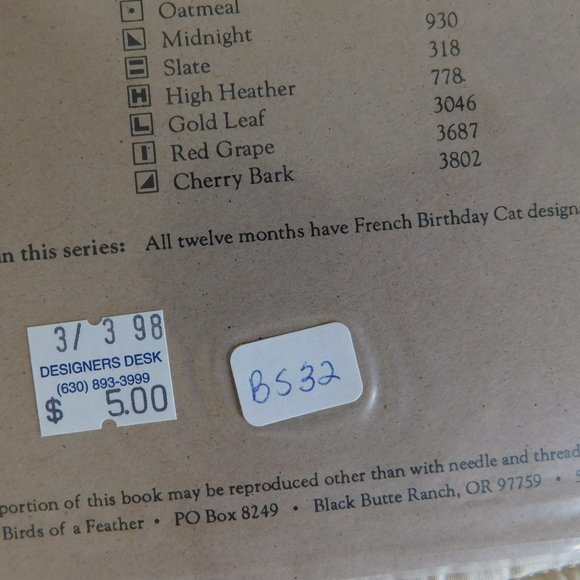 Oatmeal
Midnight 930
Slate 318
High Heather 778
Gold Leaf 3046
Red Grape 3687
Cherry Bark 3802
in this series: All twelve months have French Birthday Cat design
3/ 3 98
DESIGNERS DESK
(630) 893-3999
$ 5.00
BS32
portion of this book may be reproduced other than with needle and thread
Birds of a Feather • PO Box 8249 • Black Butte Ranch, OR 97759 •